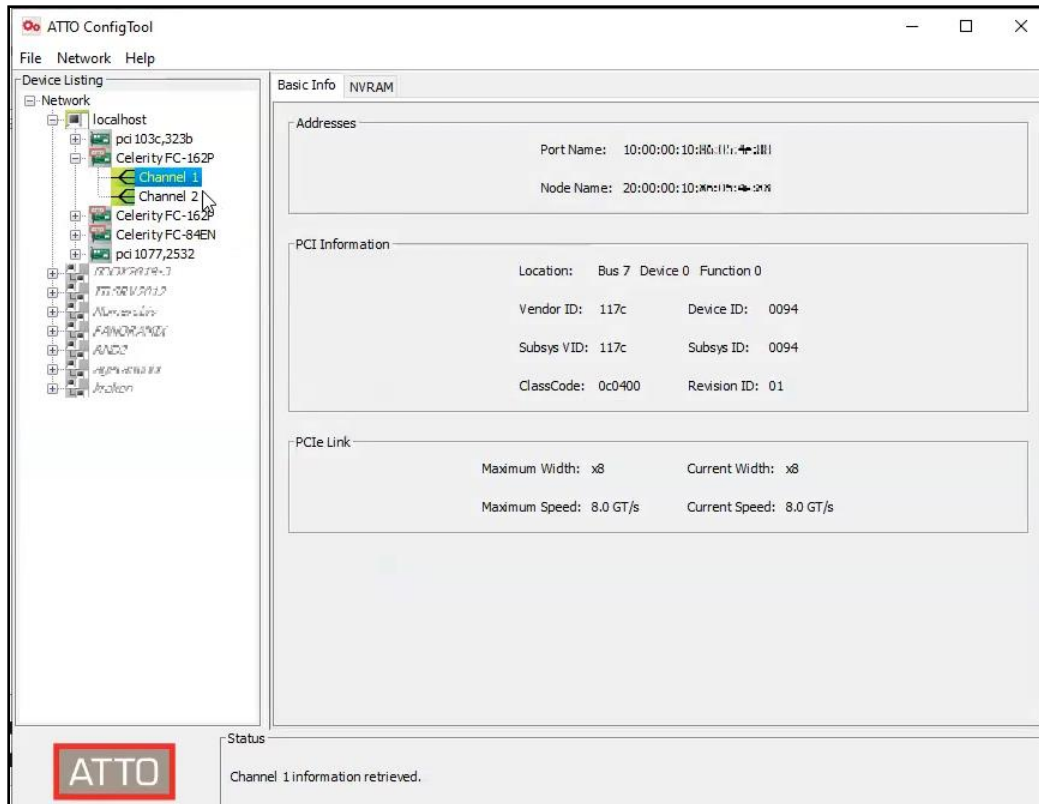 ATTO ConfigTool
File Network Help
Device Listing
Network
localhost
pci 103c,323b
Celerity FC-162P
Channel 1
Channel 2
Celerity FC-162P
Celerity FC-84EN
pci 1077,2532
kraken
Basic Info NVRAM
Addresses
Port Name: 10:00:00:10:
Node Name: 20:00:00:10:
PCI Information
Location: Bus 7 Device 0 Function 0
Vendor ID: 117c Device ID: 0094
Subsys VID: 117c Subsys ID: 0094
ClassCode: 0c0400 Revision ID: 01
PCIe Link
Maximum Width: x8 Current Width: x8
Maximum Speed: 8.0 GT/s Current Speed: 8.0 GT/s
ATTO
Status
Channel 1 information retrieved.